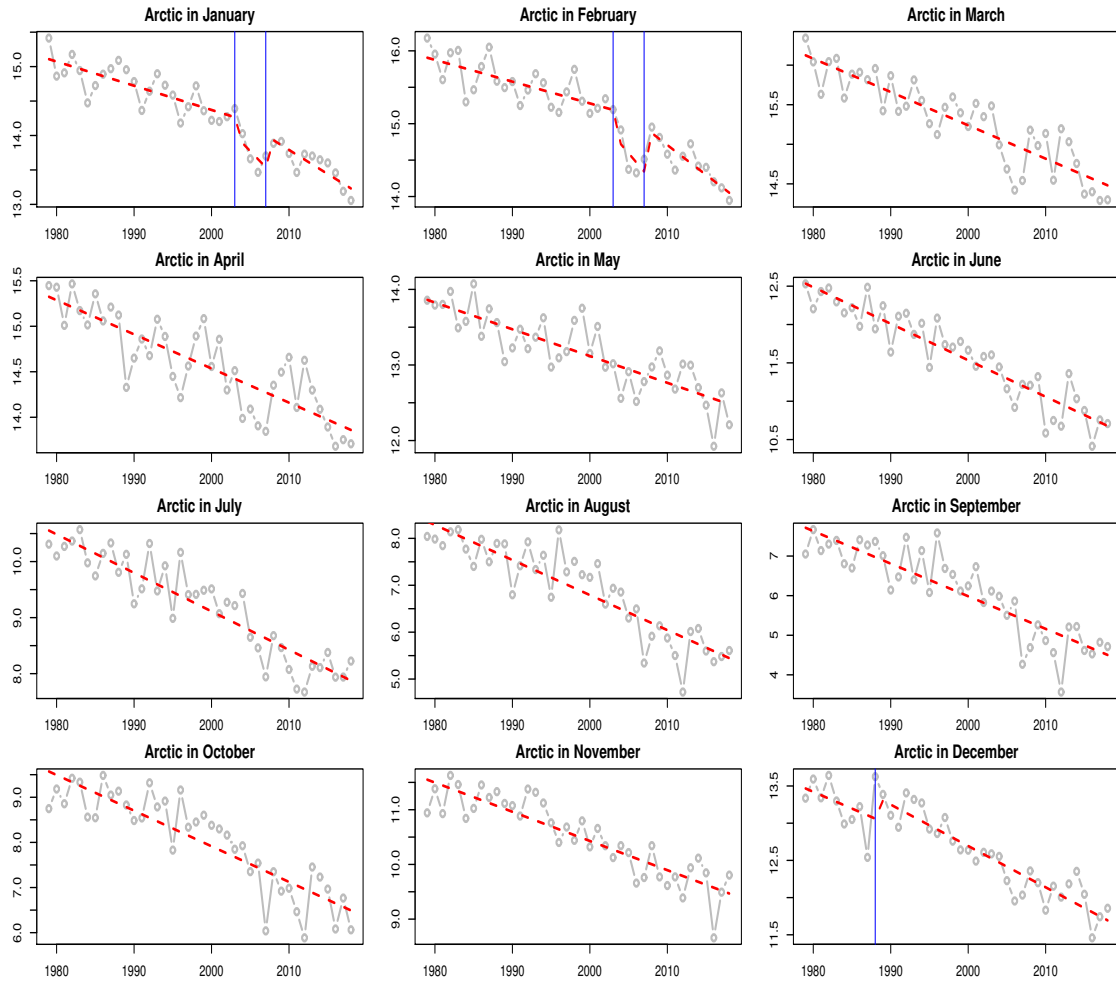 Arctic in January
15.0
14.0
13.0
1980 1990 2000 2010
Arctic in February
16.0
15.0
14.0
1980 1990 2000 2010
Arctic in March
15.5
14.5
1980 1990 2000 2010
Arctic in April
15.5
15.0
14.5
14.0
1980 1990 2000 2010
Arctic in May
14.0
13.0
12.0
1980 1990 2000 2010
Arctic in June
12.5
11.5
10.5
1980 1990 2000 2010
Arctic in July
10.0
9.0
8.0
1980 1990 2000 2010
Arctic in August
8.0
7.0
6.0
5.0
1980 1990 2000 2010
Arctic in September
7
6
5
4
1980 1990 2000 2010
Arctic in October
9.0
8.0
7.0
6.0
1980 1990 2000 2010
Arctic in November
11.0
10.0
9.0
1980 1990 2000 2010
Arctic in December
13.5
12.5
11.5
1980 1990 2000 2010